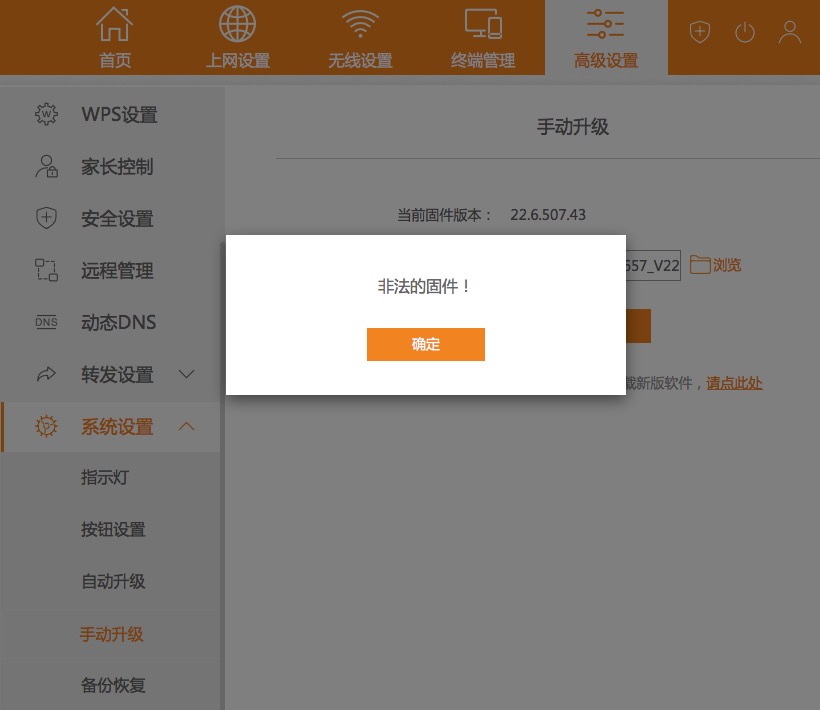 首页
上网设置
无线设置
终端管理
高级设置
WPS设置
家长控制
安全设置
远程管理
DNS
动态DNS
转发设置
系统设置
指示灯
按钮设置
自动升级
手动升级
备份恢复
手动升级
当前固件版本： 22.6.507.43
557_V22
浏览
非法的固件！
确定
载新版软件，请点此处